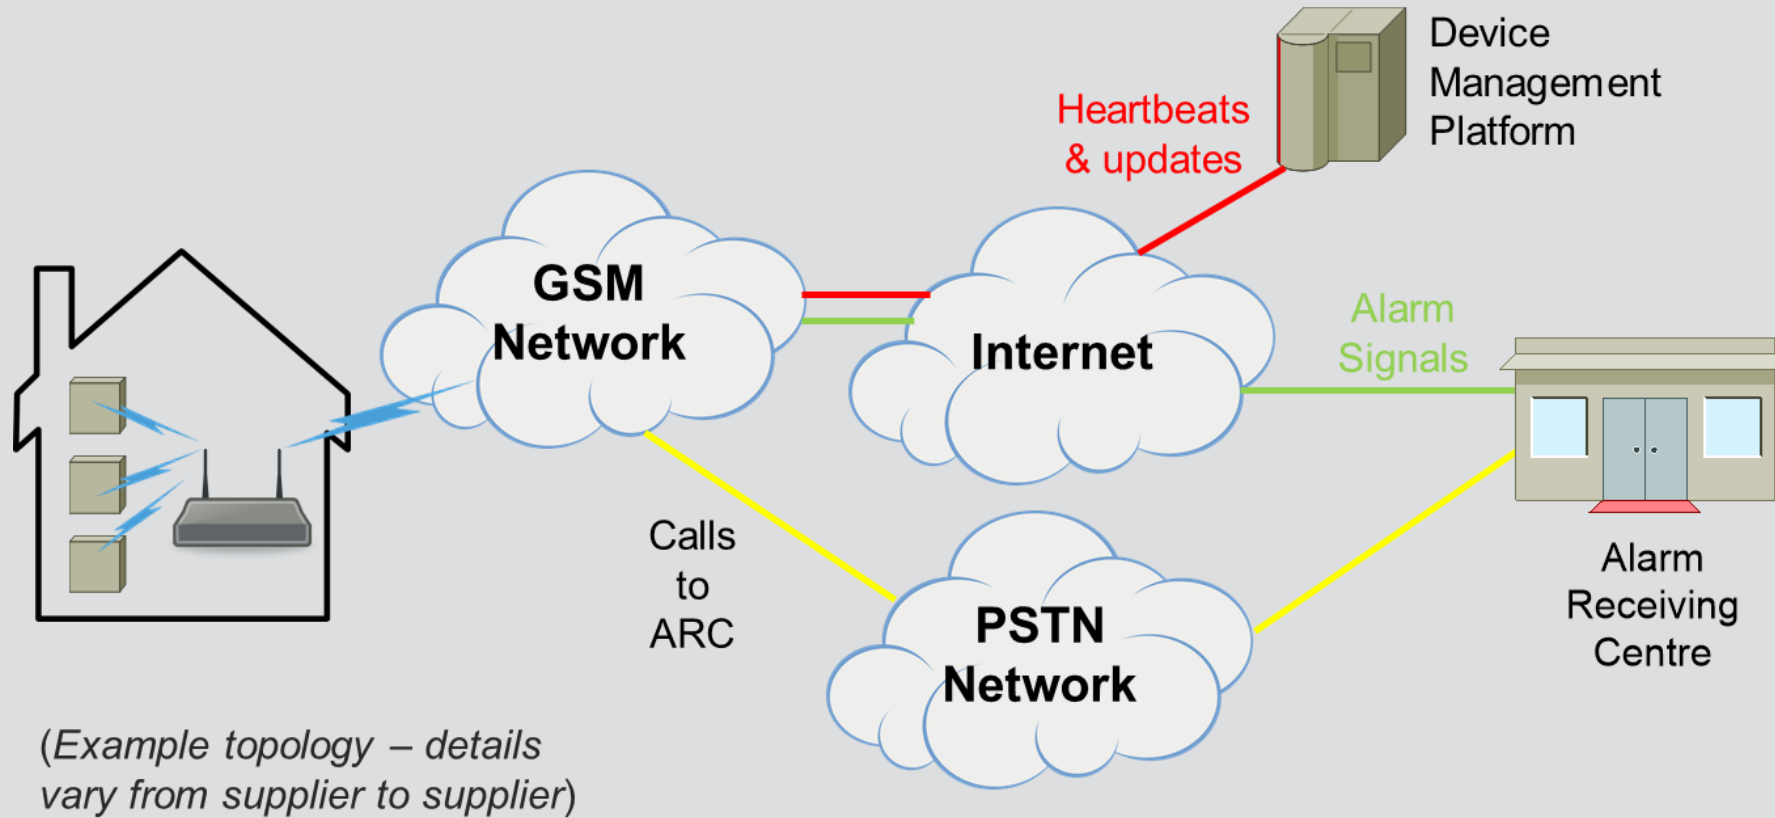 Device
Management
Platform
Heartbeats
& updates
GSM
Network
Internet
Alarm
Signals
Calls
to
ARC
PSTN
Network
Alarm
Receiving
Centre
(Example topology – details
vary from supplier to supplier)